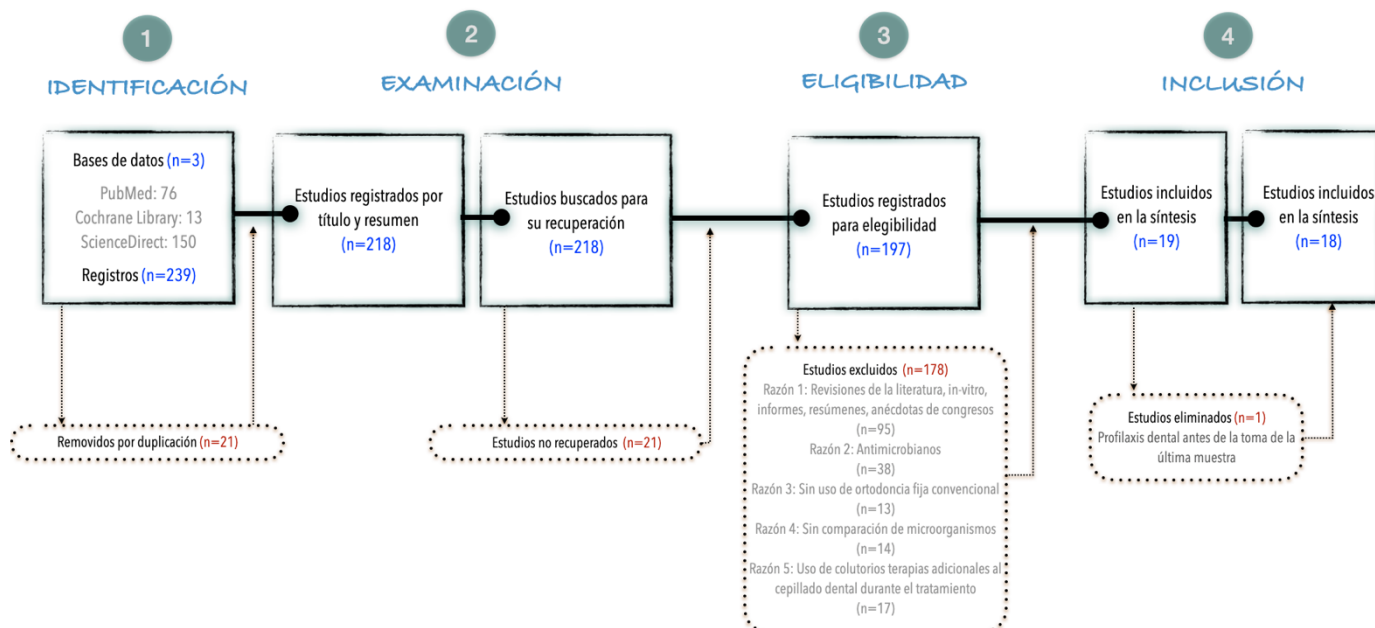 1
IDENTIFICACIÓN
Bases de datos (n=3)
PubMed: 76
Cochrane Library: 13
ScienceDirect: 150
Registros (n=239)
Removidos por duplicación (n=21)
2
EXAMINACIÓN
Estudios registrados por
título y resumen
(n=218)
Estudios buscados para
su recuperación
(n=218)
Estudios no recuperados (n=21)
3
ELIGIBILIDAD
Estudios registrados
para elegibilidad
(n=197)
Estudios excluidos (n=178)
Razón 1: Revisiones de la literatura, in-vitro,
informes, resúmenes, anécdotas de congresos
(n=95)
Razón 2: Antimicrobianos
(n=38)
Razón 3: Sin uso de ortodoncia fija convencional
(n=13)
Razón 4: Sin comparación de microorganismos
(n=14)
Razón 5: Uso de colutorios terapias adicionales al
cepillado dental durante el tratamiento
(n=17)
4
INCLUSIÓN
Estudios incluidos
en la síntesis
(n=19)
Estudios incluidos
en la síntesis
(n=18)
Estudios eliminados (n=1)
Profilaxis dental antes de la toma de la
última muestra